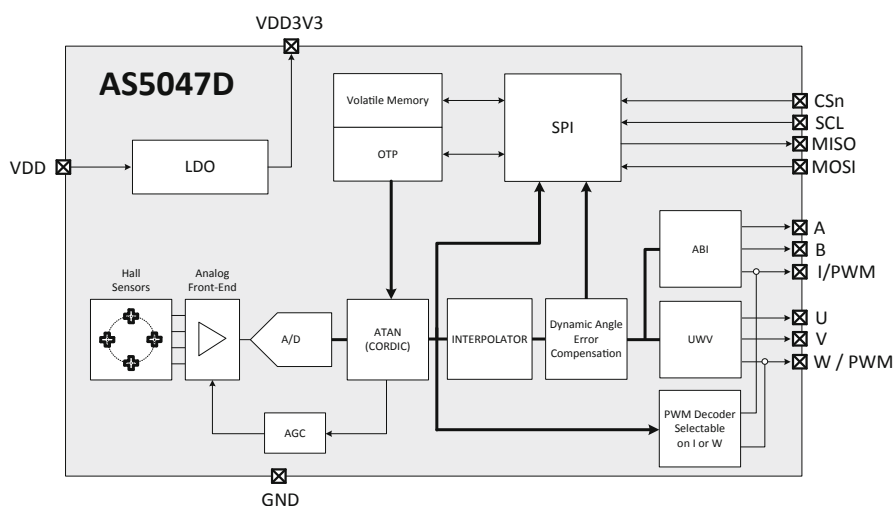 VDD3V3
AS5047D
Volatile Memory
OTP
SPI
CSn
SCL
MISO
MOSI
VDD
LDO
Hall
Sensors
Analog
Front-End
A/D
ATAN
(CORDIC)
INTERPOLATOR
Dynamic Angle
Error
Compensation
ABI
A
B
I/PWM
UWV
U
V
W / PWM
AGC
PWM Decoder
Selectable
on I or W
GND